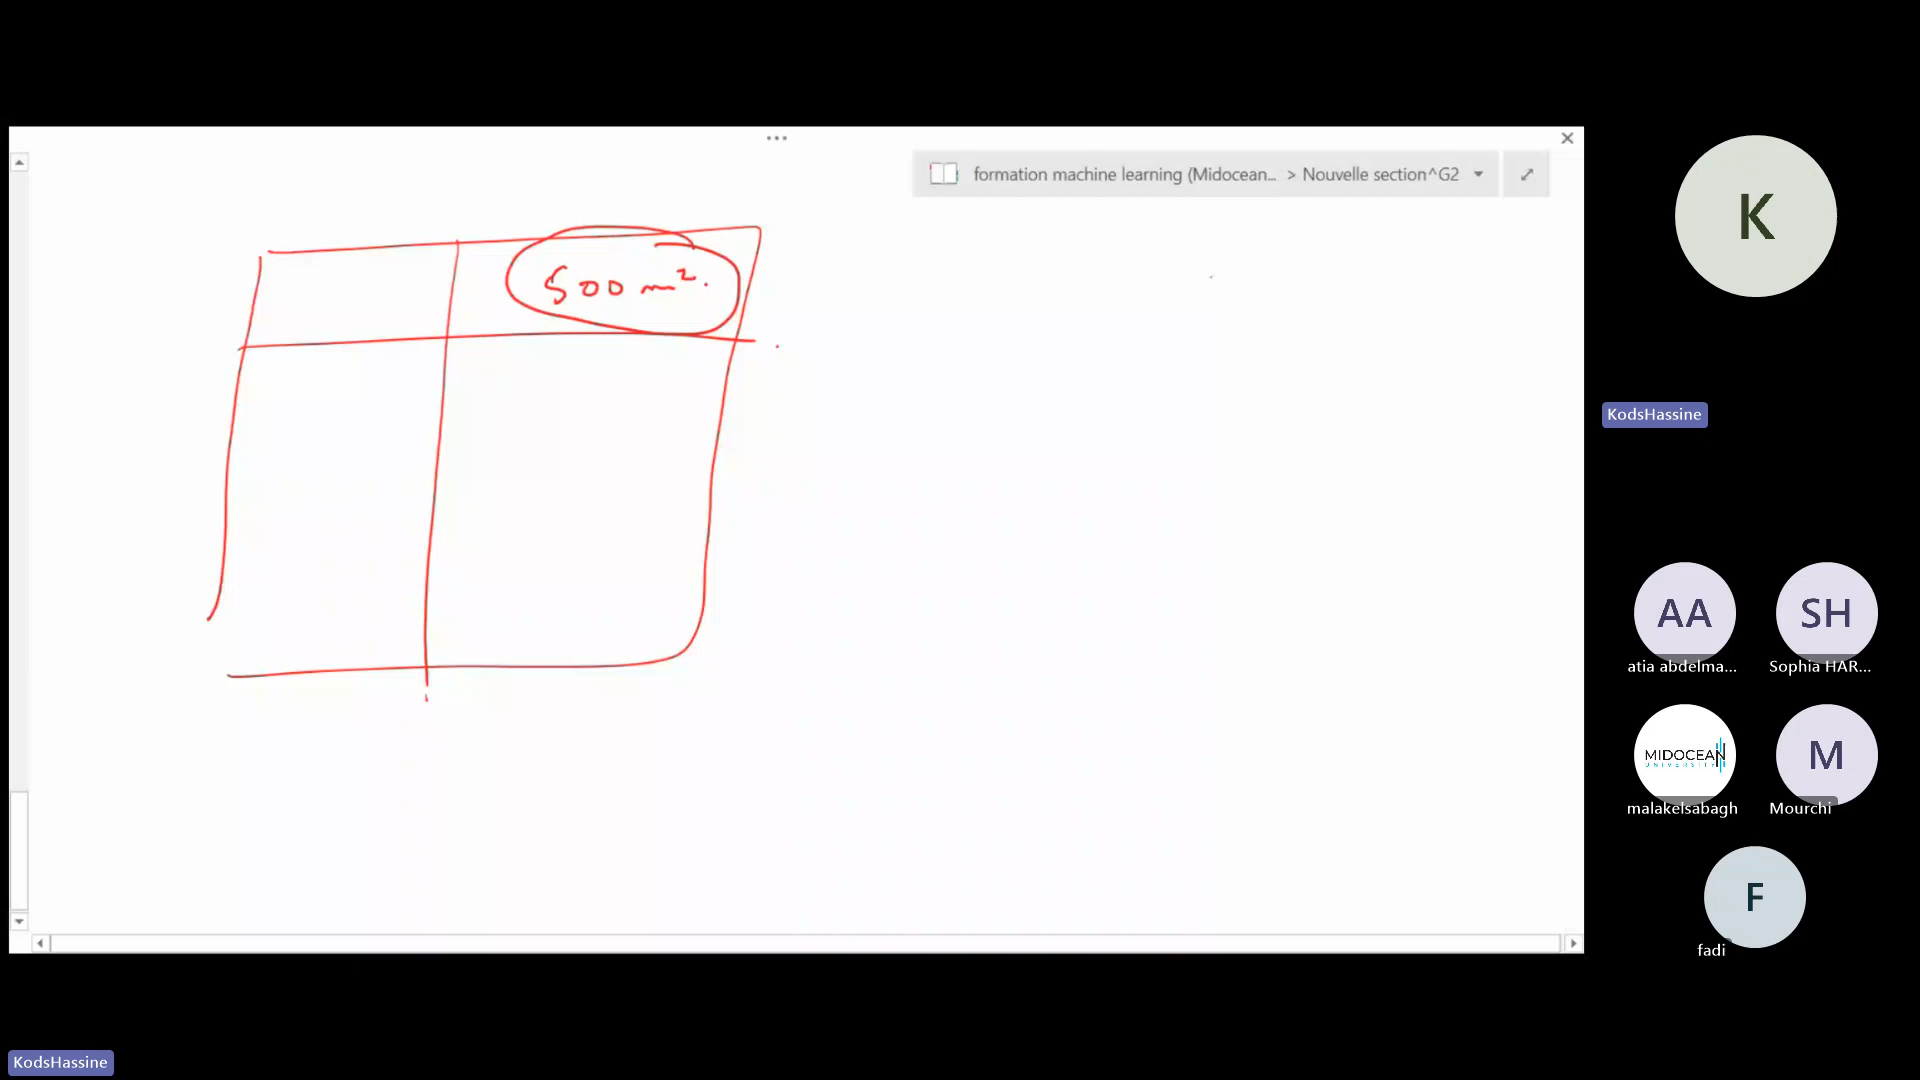 formation machine learning (Midocean... > Nouvelle section^G2
500 m².
K
KodsHassine
AA
SH
atia abdelma...
Sophia HAR...
MIDOCEAN
UNIVERSITY
M
malakelsabagh
Mourchi
F
fadi
KodsHassine